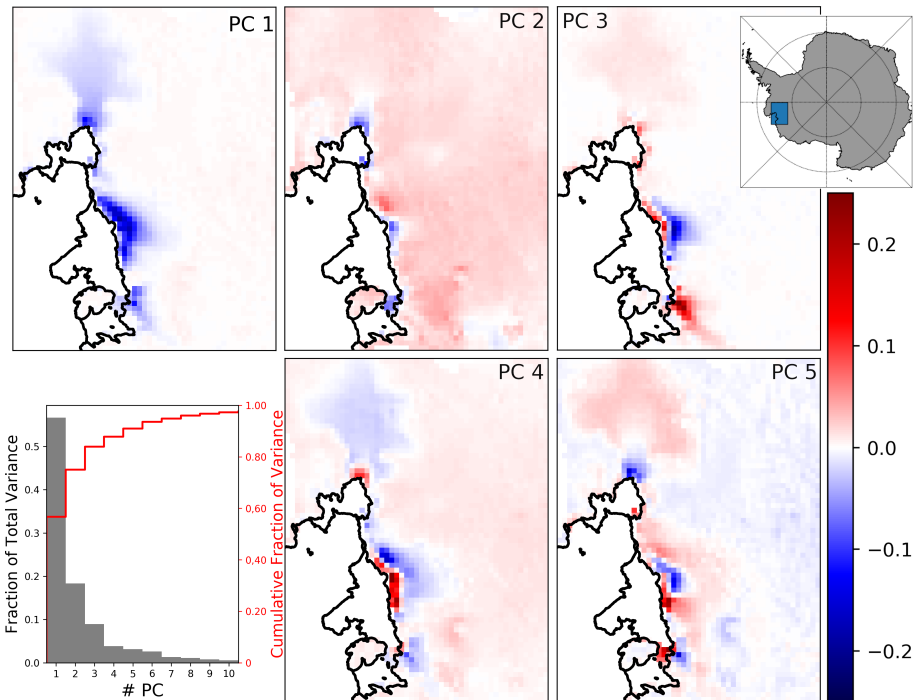 PC 1
PC 2
PC 3
0.2
0.1
0.0
−0.1
−0.2
PC 4
PC 5
Fraction of Total Variance
0.5
0.4
0.3
0.2
0.1
0.0
1 2 3 4 5 6 7 8 9 10
# PC
1.00
0.80
0,60
0.40
0.20
0
Cumulative Fraction of Variance